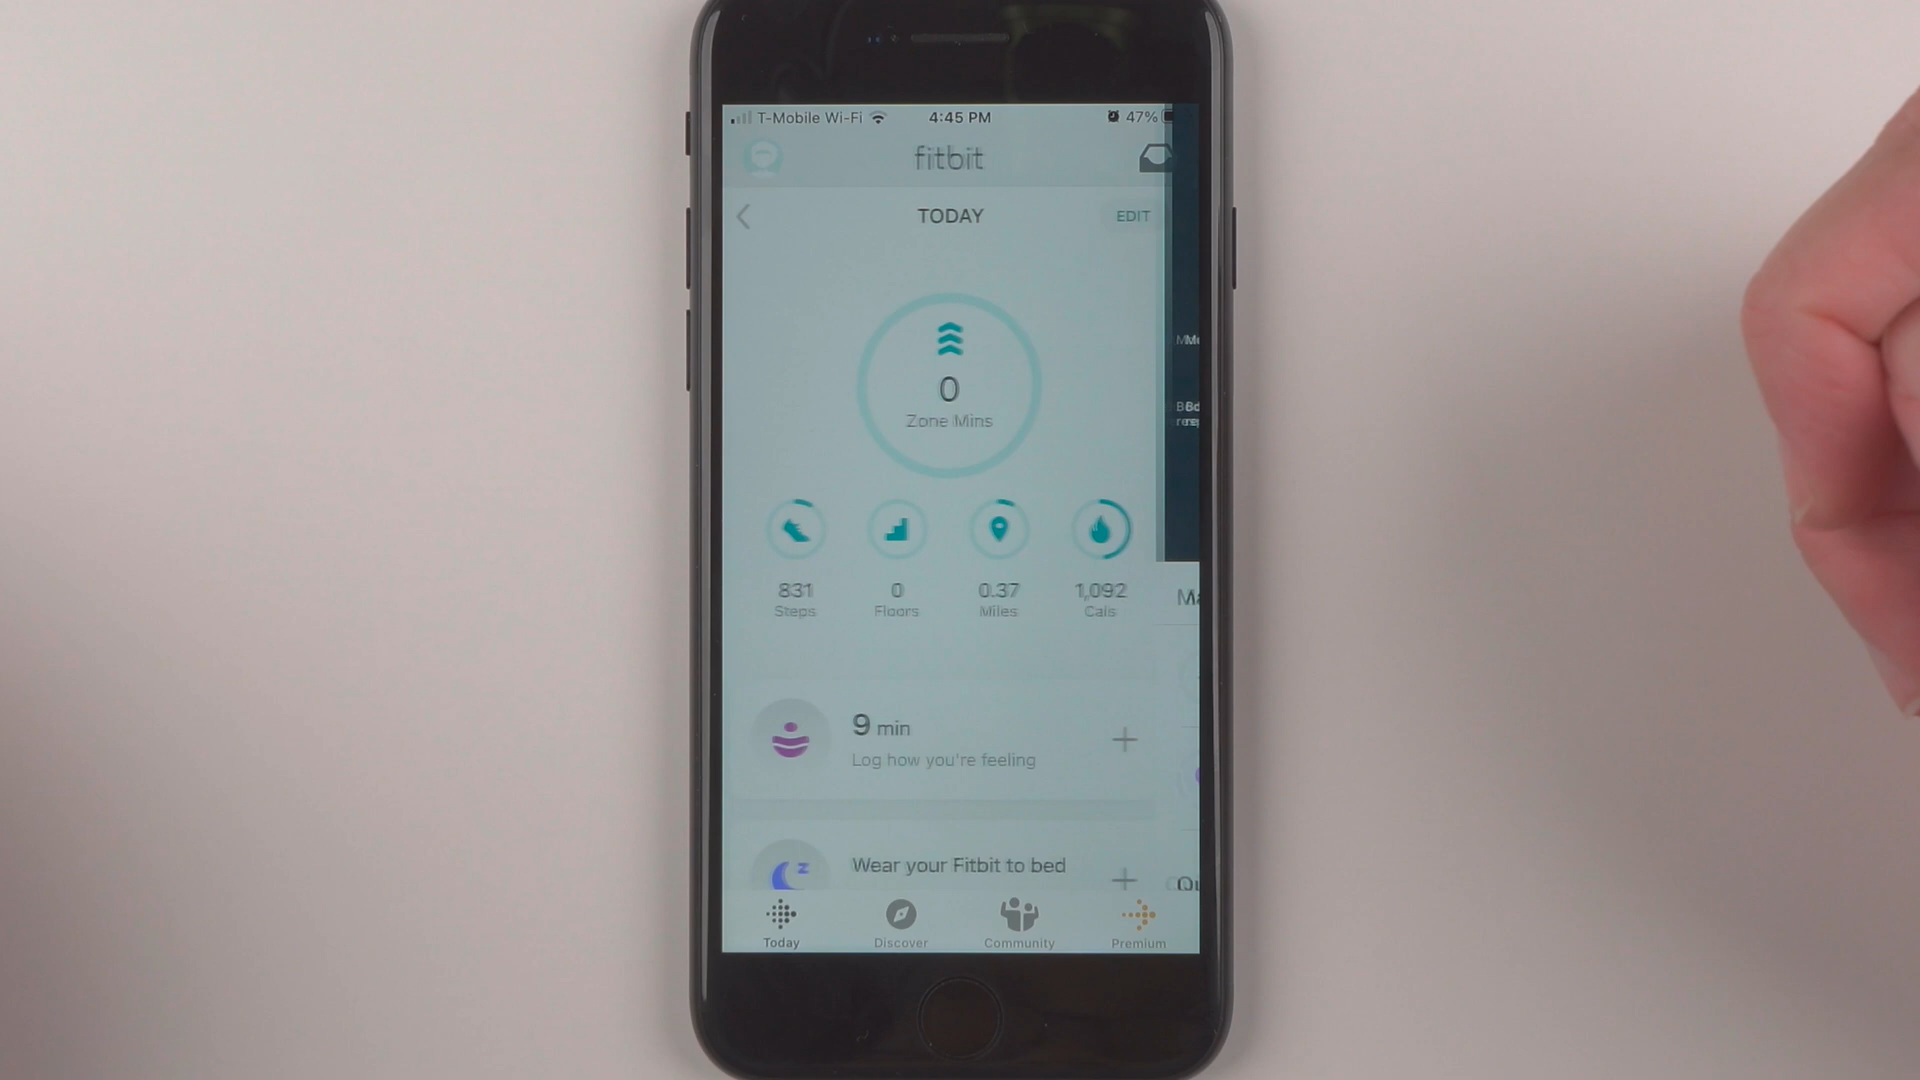 T-Mobile Wi-Fi 4:45 PM 47%
fitbit
TODAY EDIT
0
Zone Mins
831 0 0.37 1,092
Steps Floors Miles Cals
9 min
Log how you're feeling
Wear your Fitbit to bed
Today Discover Community Premium